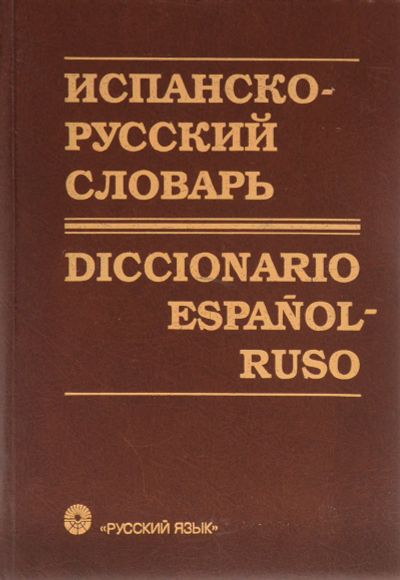 ИСПАНСКО-
РУССКИЙ
СЛОВАРЬ
DICCIONARIO
ESPAÑOL-
RUSO
«РУССКИЙ ЯЗЫК»